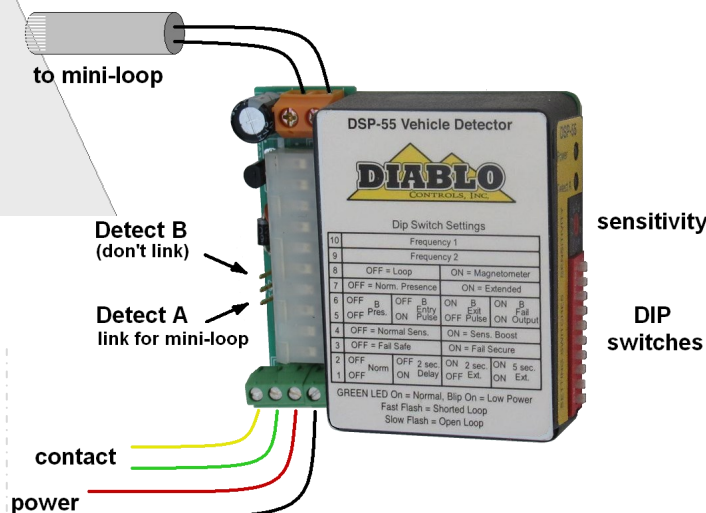 to mini-loop
DSP-55 Vehicle Detector
DIABLO
CONTROLS, INC.
Dip Switch Settings
10 Frequency 1
9 Frequency 2
8 OFF = Loop ON = Magnetometer
7 OFF = Norm. Presence ON = Extended
6 OFF B Pres. OFF B Entry Pulse ON B Exit Pulse ON B Fail Output
5 OFF ON OFF ON
4 OFF = Normal Sens. ON = Sens. Boost
3 OFF = Fail Safe ON = Fail Secure
2 OFF Norm OFF 2 sec. Delay ON 2 sec. Ext. ON 5 sec. Ext.
1 OFF ON OFF ON
GREEN LED On = Normal, Blip On = Low Power
Fast Flash = Shorted Loop
Slow Flash = Open Loop
DSP-55
Power
Detect A
SENSITIVITY
Detect B
(don't link)
Detect A
link for mini-loop
sensitivity
DIP
switches
contact
power